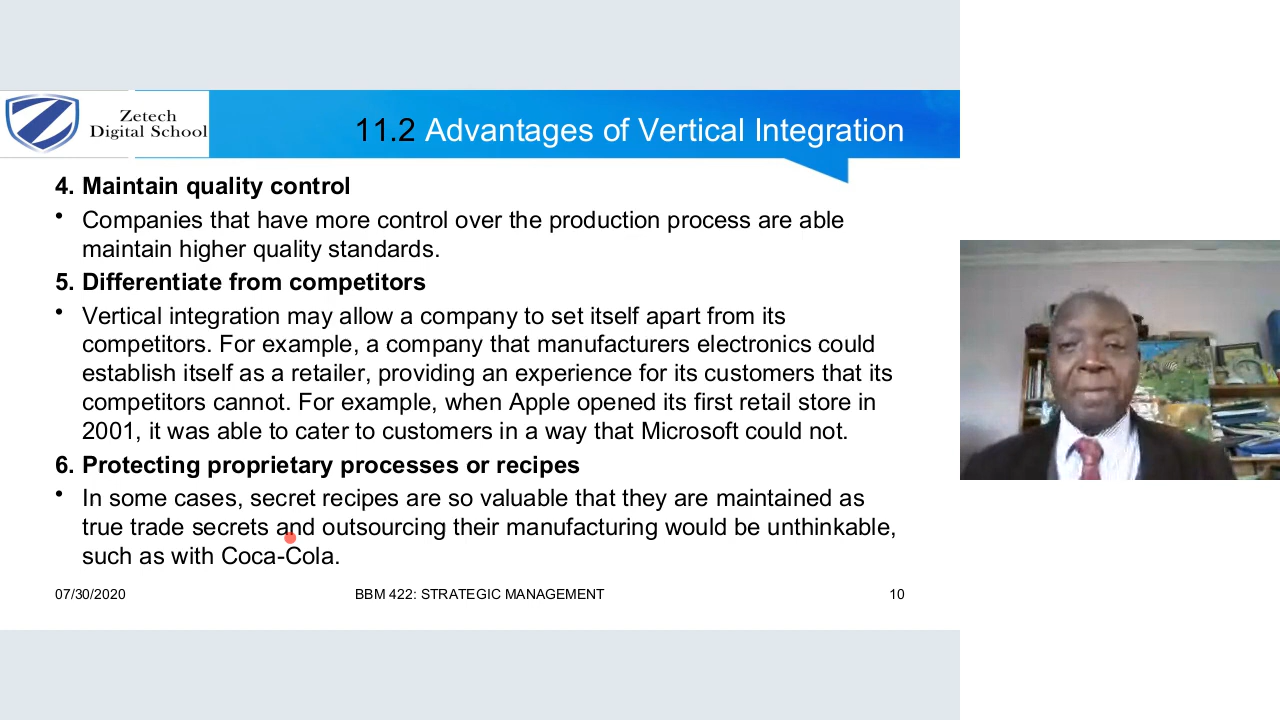 Zetech
Digital School
11.2 Advantages of Vertical Integration
4. Maintain quality control
• Companies that have more control over the production process are able
maintain higher quality standards.
5. Differentiate from competitors
• Vertical integration may allow a company to set itself apart from its
competitors. For example, a company that manufacturers electronics could
establish itself as a retailer, providing an experience for its customers that its
competitors cannot. For example, when Apple opened its first retail store in
2001, it was able to cater to customers in a way that Microsoft could not.
6. Protecting proprietary processes or recipes
• In some cases, secret recipes are so valuable that they are maintained as
true trade secrets and outsourcing their manufacturing would be unthinkable,
such as with Coca-Cola.
07/30/2020 BBM 422: STRATEGIC MANAGEMENT 10